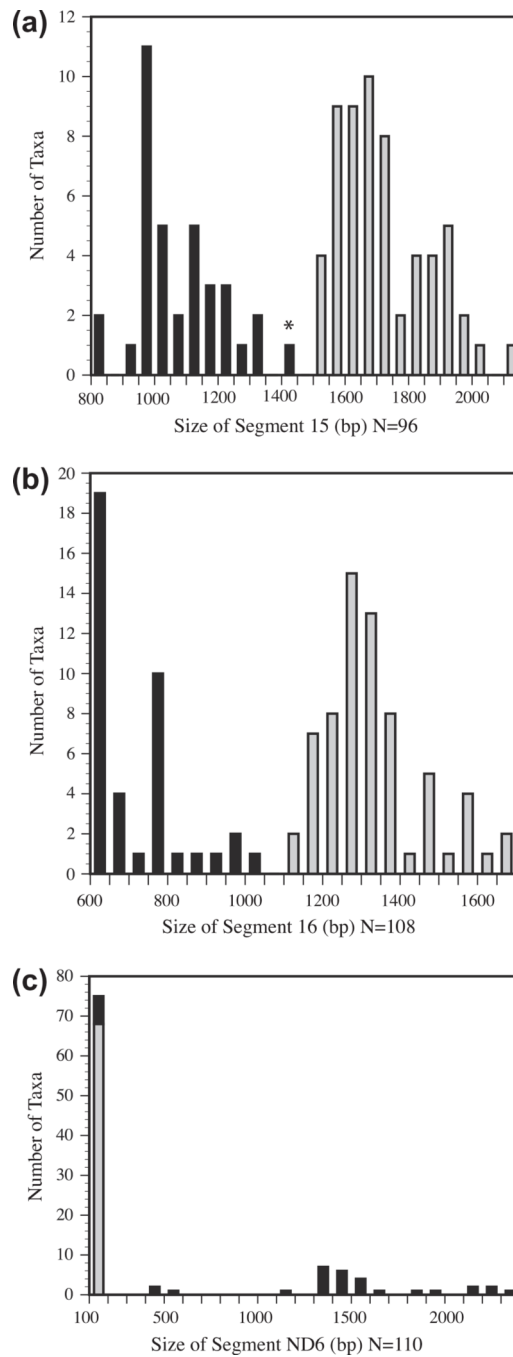 (a)
12
10
8
6
4
2
0
Number of Taxa
*
800 1000 1200 1400 1600 1800 2000
Size of Segment 15 (bp) N=96
(b)
20
18
16
14
12
10
8
6
4
2
0
Number of Taxa
600 800 1000 1200 1400 1600
Size of Segment 16 (bp) N=108
(c)
80
70
60
50
40
30
20
10
0
Number of Taxa
100 500 1000 1500 2000
Size of Segment ND6 (bp) N=110